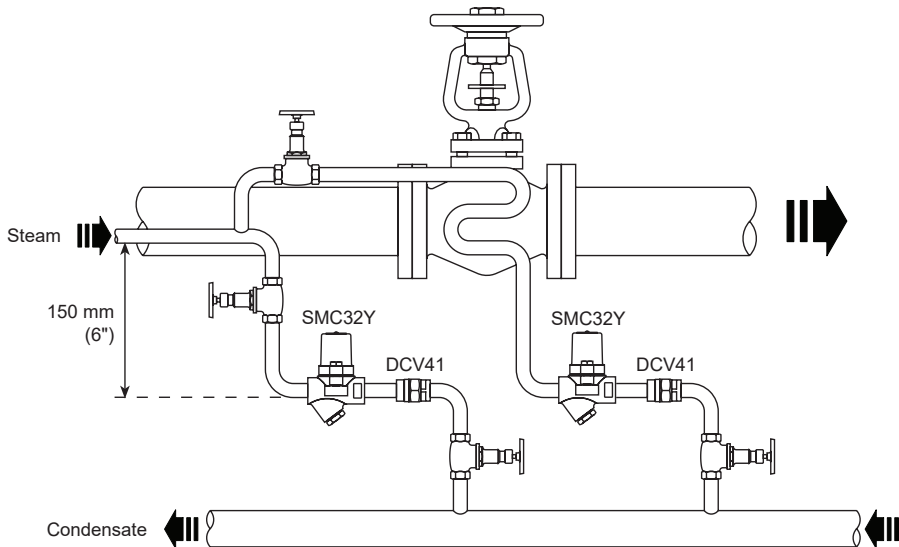 Steam
150 mm
(6")
SMC32Y
DCV41
SMC32Y
DCV41
Condensate